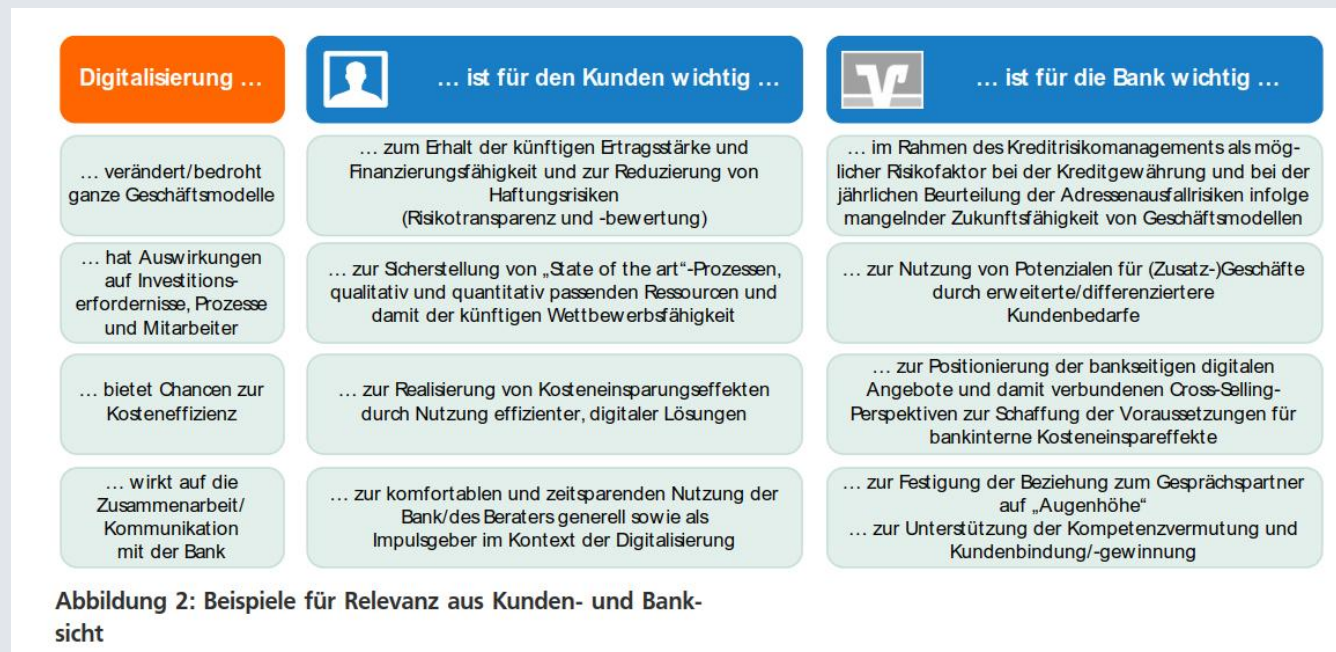 Digitalisierung …
… ist für den Kunden wichtig …
… ist für die Bank wichtig …
… verändert/bedroht
ganze Geschäftsmodelle
… zum Erhalt der künftigen Ertragsstärke und
Finanzierungsfähigkeit und zur Reduzierung von
Haftungsrisiken
(Risikotransparenz und -bewertung)
… im Rahmen des Kreditrisikomanagements als mög-
licher Risikofaktor bei der Kreditgewährung und bei der
jährlichen Beurteilung der Adressenausfallrisiken infolge
mangelnder Zukunftsfähigkeit von Geschäftsmodellen
… hat Auswirkungen
auf Investitions-
erfordernisse, Prozesse
und Mitarbeiter
… zur Sicherstellung von „State of the art“-Prozessen,
qualitativ und quantitativ passenden Ressourcen und
damit der künftigen Wettbewerbsfähigkeit
… zur Nutzung von Potenzialen für (Zusatz-)Geschäfte
durch erweiterte/differenziertere
Kundenbedarfe
… bietet Chancen zur
Kosteneffizienz
… zur Realisierung von Kosteneinsparungseffekten
durch Nutzung effizienter, digitaler Lösungen
… zur Positionierung der bankseitigen digitalen
Angebote und damit verbundenen Cross-Selling-
Perspektiven zur Schaffung der Voraussetzungen für
bankinterne Kosteneinspareffekte
… wirkt auf die
Zusammenarbeit/
Kommunikation
mit der Bank
… zur komfortablen und zeitsparenden Nutzung der
Bank/des Beraters generell sowie als
Impulsgeber im Kontext der Digitalisierung
… zur Festigung der Beziehung zum Gesprächspartner
auf „Augenhöhe“
… zur Unterstützung der Kompetenzvermutung und
Kundenbindung/-gewinnung
Abbildung 2: Beispiele für Relevanz aus Kunden- und Bank-
sicht